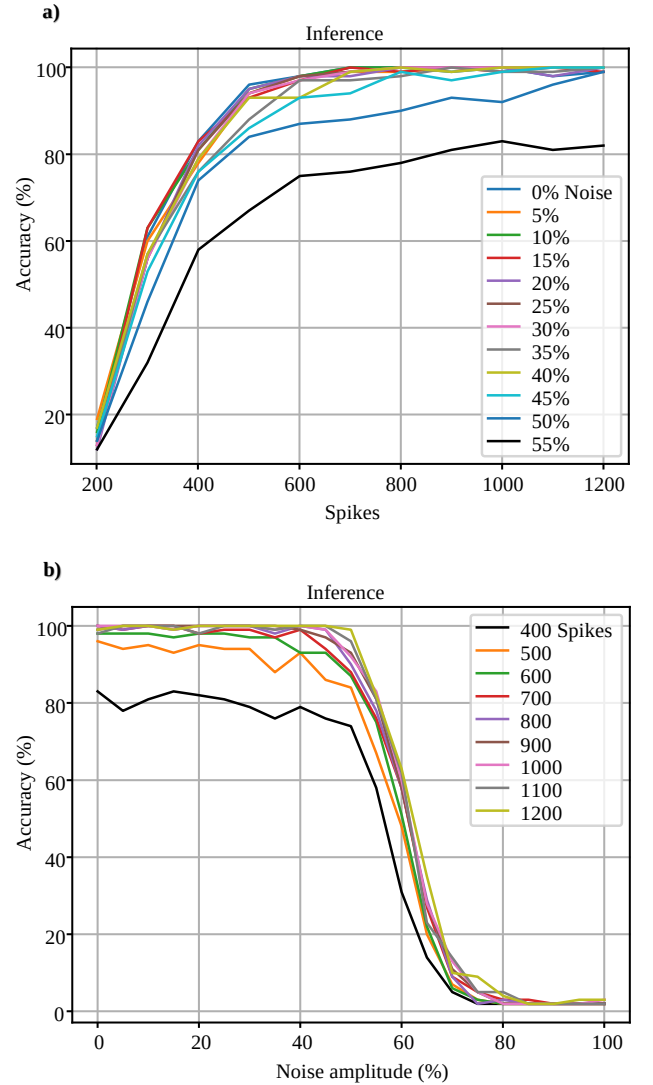 a)
Inference
100
80
60
40
20
Accuracy (%)
0% Noise
5%
10%
15%
20%
25%
30%
35%
40%
45%
50%
55%
200 400 600 800 1000 1200
Spikes
b)
Inference
100
80
60
40
20
0
Accuracy (%)
400 Spikes
500
600
700
800
900
1000
1100
1200
0 20 40 60 80 100
Noise amplitude (%)